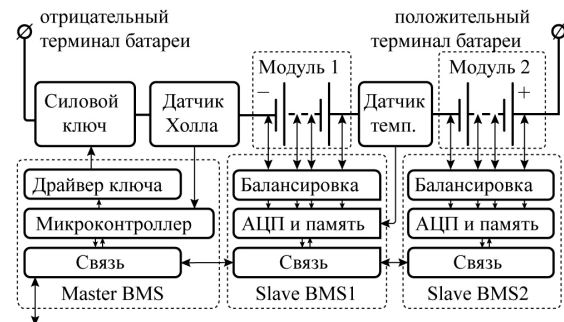 отрицательный
терминал батареи
положительный
терминал батареи
Модуль 1
Модуль 2
Силовой
ключ
Датчик
Холла
−
Датчик
темп.
+
Драйвер ключа
Микроконтроллер
Связь
Master BMS
Балансировка
АЦП и память
Связь
Slave BMS1
Балансировка
АЦП и память
Связь
Slave BMS2